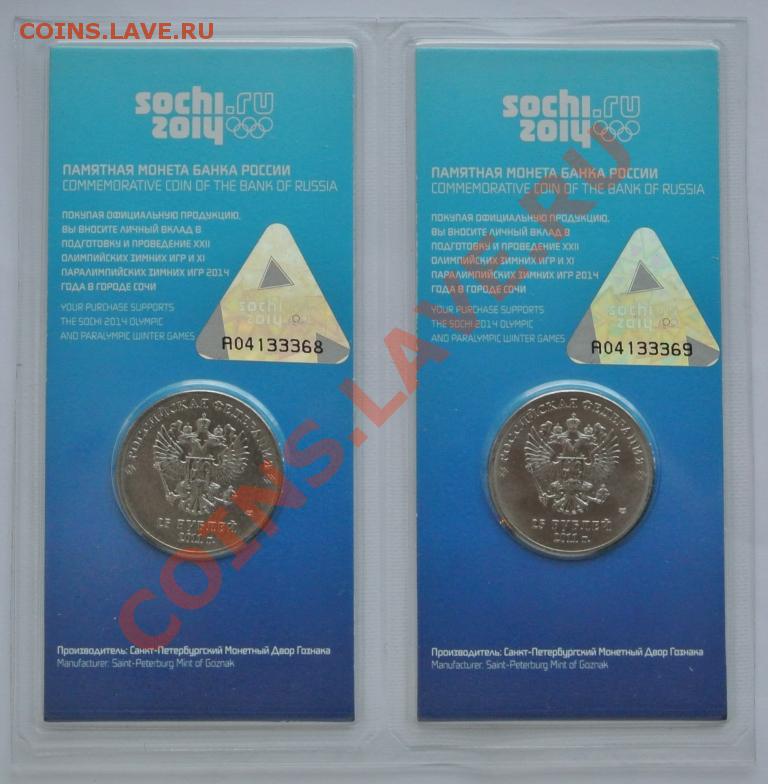 COINS.LAVE.RU
sochi.ru
2014
ПАМЯТНАЯ МОНЕТА БАНКА РОССИИ
COMMEMORATIVE COIN OF THE BANK OF RUSSIA
ПОКУПАЯ ОФИЦИАЛЬНУЮ ПРОДУКЦИЮ,
ВЫ ВНОСИТЕ ЛИЧНЫЙ ВКЛАД В
ПОДГОТОВКУ И ПРОВЕДЕНИЕ XXII
ОЛИМПИЙСКИХ ЗИМНИХ ИГР И XI
ПАРАЛИМПИЙСКИХ ЗИМНИХ ИГР 2014
ГОДА В ГОРОДЕ СОЧИ
YOUR PURCHASE SUPPORTS
THE SOCHI 2014 OLYMPIC
AND PARALYMPIC WINTER GAMES
sochi
2014
A04133368
РОССИЙСКАЯ ФЕДЕРАЦИЯ
25 РУБЛЕЙ
2011 г.
Производитель: Санкт-Петербургский Монетный Двор Гознака
Manufacturer: Saint-Peterburg Mint of Goznak
sochi.ru
2014
ПАМЯТНАЯ МОНЕТА БАНКА РОССИИ
COMMEMORATIVE COIN OF THE BANK OF RUSSIA
ПОКУПАЯ ОФИЦИАЛЬНУЮ ПРОДУКЦИЮ,
ВЫ ВНОСИТЕ ЛИЧНЫЙ ВКЛАД В
ПОДГОТОВКУ И ПРОВЕДЕНИЕ XXII
ОЛИМПИЙСКИХ ЗИМНИХ ИГР И XI
ПАРАЛИМПИЙСКИХ ЗИМНИХ ИГР 2014
ГОДА В ГОРОДЕ СОЧИ
YOUR PURCHASE SUPPORTS
THE SOCHI 2014 OLYMPIC
AND PARALYMPIC WINTER GAMES
sochi
2014
A04133369
РОССИЙСКАЯ ФЕДЕРАЦИЯ
25 РУБЛЕЙ
2011 г.
Производитель: Санкт-Петербургский Монетный Двор Гознака
Manufacturer: Saint-Peterburg Mint of Goznak
COINS.LAVE.RU